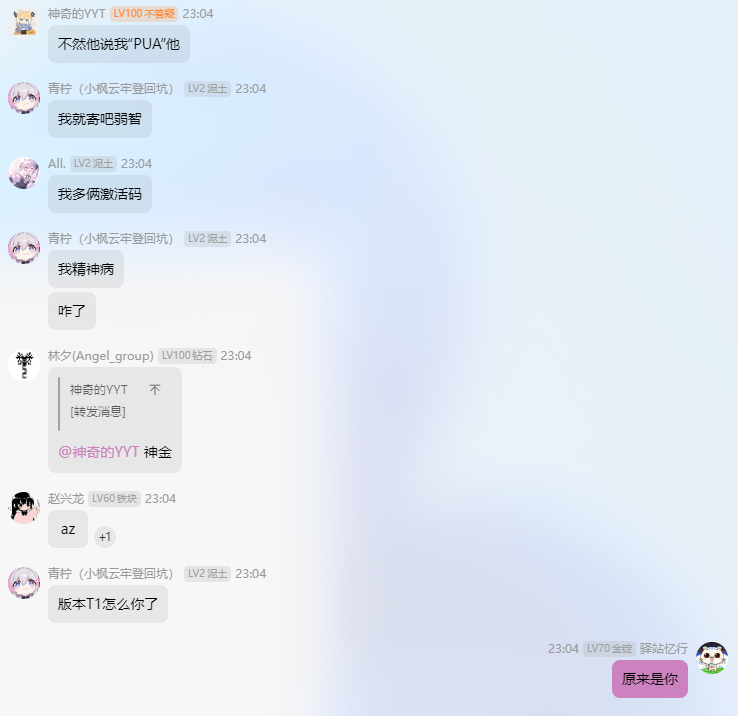 神奇的YYT LV100 不答疑 23:04
不然他说我“PUA”他
青柠（小枫云牢登回坑） LV2 泥土 23:04
我就寄吧弱智
All. LV2 泥土 23:04
我多俩激活码
青柠（小枫云牢登回坑） LV2 泥土 23:04
我精神病
咋了
林夕(Angel_group) LV100 钻石 23:04
神奇的YYT 不
[转发消息]
@神奇的YYT 神金
赵兴龙 LV60 铁块 23:04
az +1
青柠（小枫云牢登回坑） LV2 泥土 23:04
版本T1怎么你了
23:04 LV70 金锭 驿站忆行
原来是你